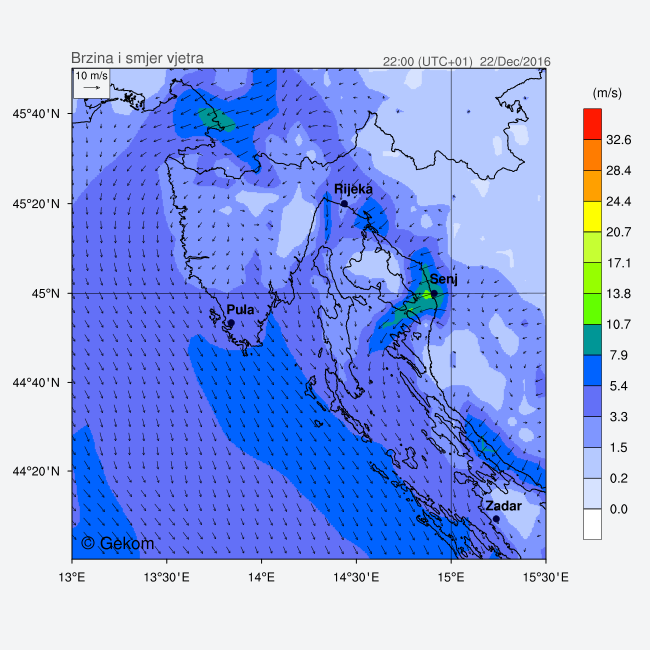 Brzina i smjer vjetra
22:00 (UTC+01) 22/Dec/2016
10 m/s
(m/s)
45°40'N
45°20'N
45°N
44°40'N
44°20'N
Rijeka
Senj
Pula
Zadar
© Gekom
13°E
13°30'E
14°E
14°30'E
15°E
15°30'E
32.6
28.4
24.4
20.7
17.1
13.8
10.7
7.9
5.4
3.3
1.5
0.2
0.0